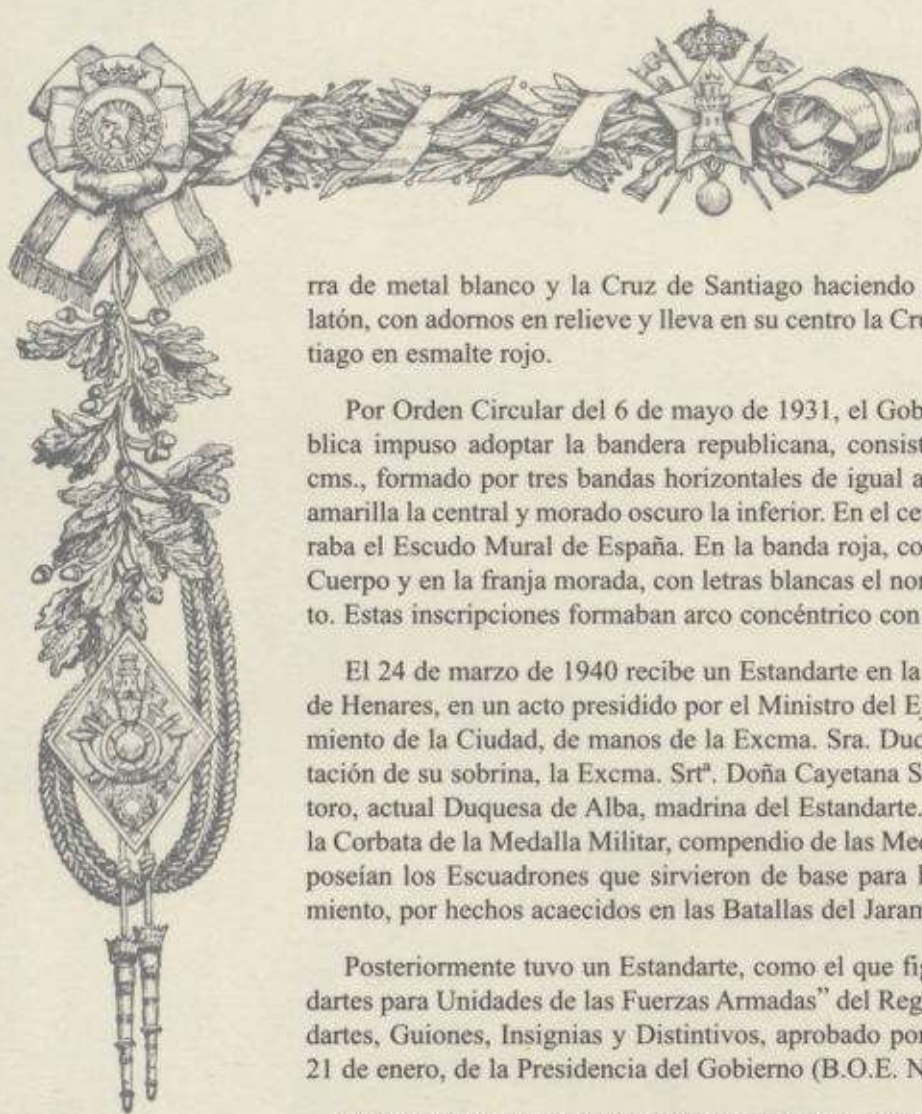 rra de metal blanco y la Cruz de Santiago haciendo
latón, con adornos en relieve y lleva en su centro la Cru
tiago en esmalte rojo.
Por Orden Circular del 6 de mayo de 1931, el Gob
blica impuso adoptar la bandera republicana, consist
cms., formado por tres bandas horizontales de igual a
amarilla la central y morado oscuro la inferior. En el ce
raba el Escudo Mural de España. En la banda roja, co
Cuerpo y en la franja morada, con letras blancas el nor
to. Estas inscripciones formaban arco concéntrico con
El 24 de marzo de 1940 recibe un Estandarte en la
de Henares, en un acto presidido por el Ministro del E
miento de la Ciudad, de manos de la Excma. Sra. Duc
tación de su sobrina, la Excma. Srtª. Doña Cayetana S
toro, actual Duquesa de Alba, madrina del Estandarte.
la Corbata de la Medalla Militar, compendio de las Med
poseían los Escuadrones que sirvieron de base para l
miento, por hechos acaecidos en las Batallas del Jaram
Posteriormente tuvo un Estandarte, como el que fig
dartes para Unidades de las Fuerzas Armadas” del Reg
dartes, Guiones, Insignias y Distintivos, aprobado por
21 de enero, de la Presidencia del Gobierno (B.O.E. N